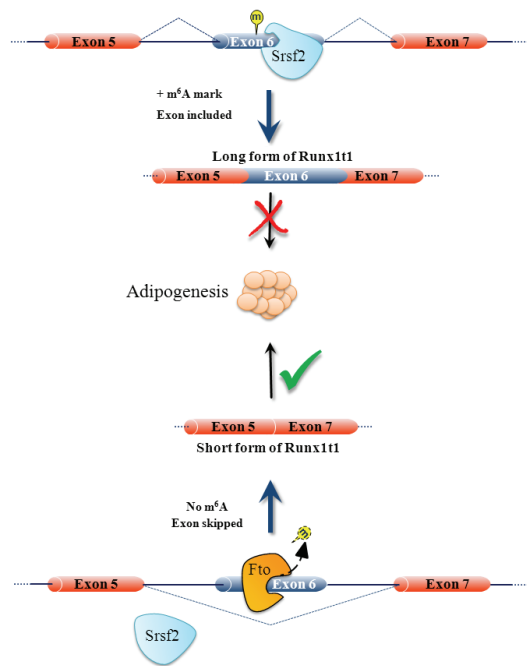 m
Exon 5 Exon 6 Exon 7
Srsf2
+ m⁶A mark
Exon included
Long form of Runx1t1
Exon 5 Exon 6 Exon 7
Adipogenesis
Exon 5 Exon 7
Short form of Runx1t1
No m⁶A
Exon skipped
m
Fto
Exon 5 Exon 6 Exon 7
Srsf2